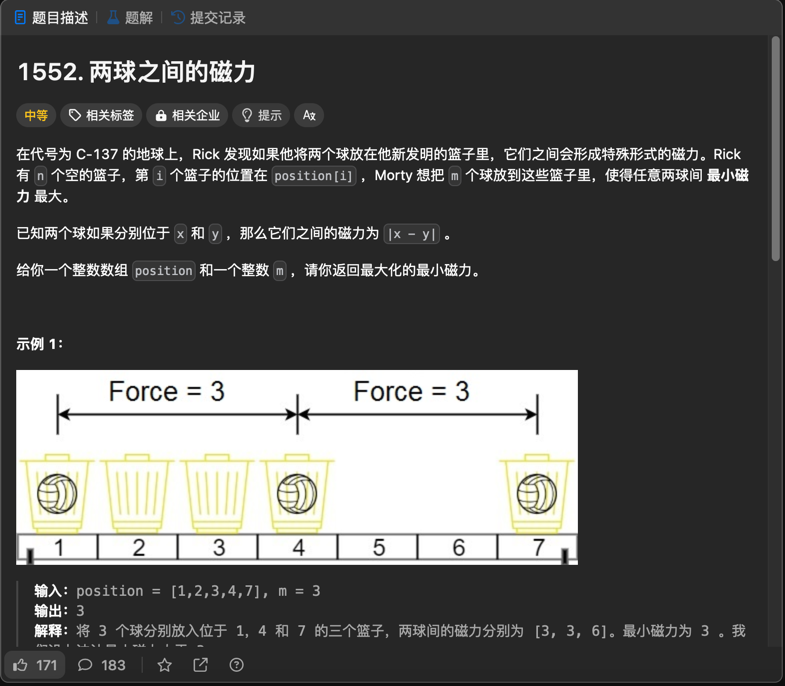 题目描述 题解 提交记录
1552. 两球之间的磁力
中等 相关标签 相关企业 提示
在代号为 C-137 的地球上，Rick 发现如果他将两个球放在他新发明的篮子里，它们之间会形成特殊形式的磁力。Rick
有 n 个空的篮子，第 i 个篮子的位置在 position[i] ，Morty 想把 m 个球放到这些篮子里，使得任意两球间 最小磁
力 最大。
已知两个球如果分别位于 x 和 y ，那么它们之间的磁力为 |x - y| 。
给你一个整数数组 position 和一个整数 m ，请你返回最大化的最小磁力。
示例 1：
Force = 3 Force = 3
1 2 3 4 5 6 7
输入：position = [1,2,3,4,7], m = 3
输出：3
解释：将 3 个球分别放入位于 1，4 和 7 的三个篮子，两球间的磁力分别为 [3, 3, 6]。最小磁力为 3 。我
171 183